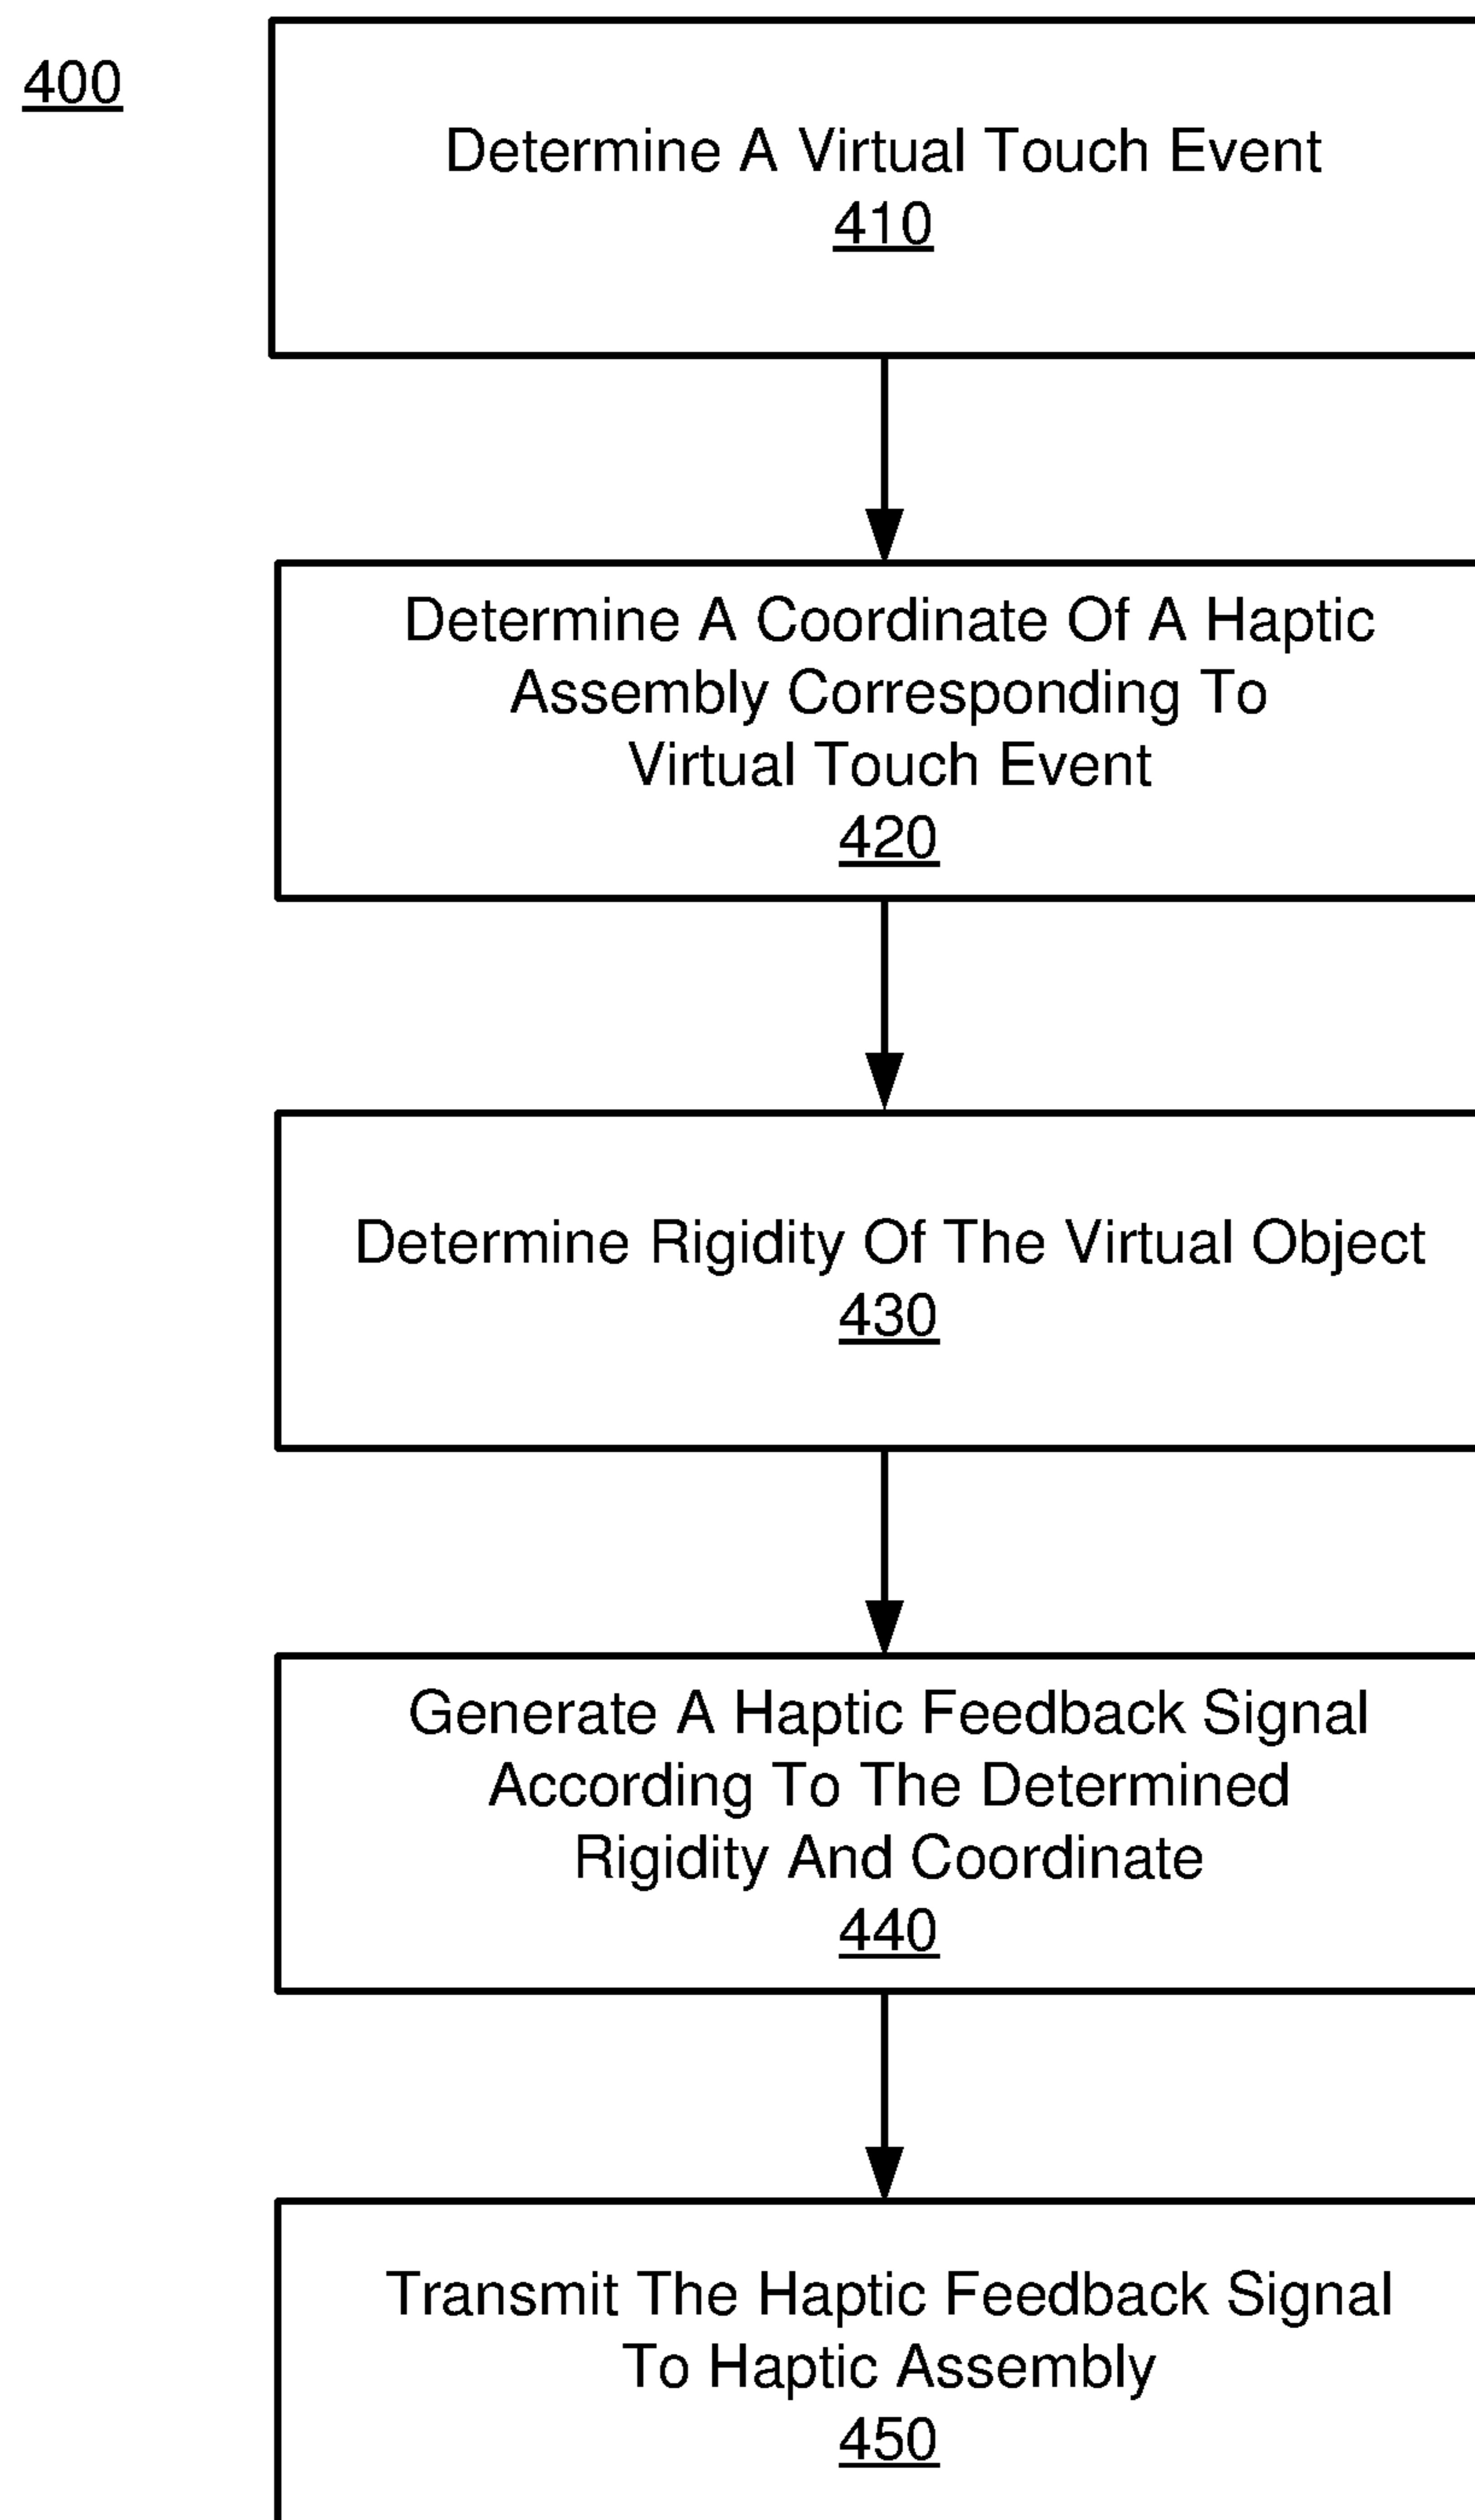 400
Determine A Virtual Touch Event
410
Determine A Coordinate Of A Haptic
Assembly Corresponding To
Virtual Touch Event
420
Determine Rigidity Of The Virtual Object
430
Generate A Haptic Feedback Signal
According To The Determined
Rigidity And Coordinate
440
Transmit The Haptic Feedback Signal
To Haptic Assembly
450